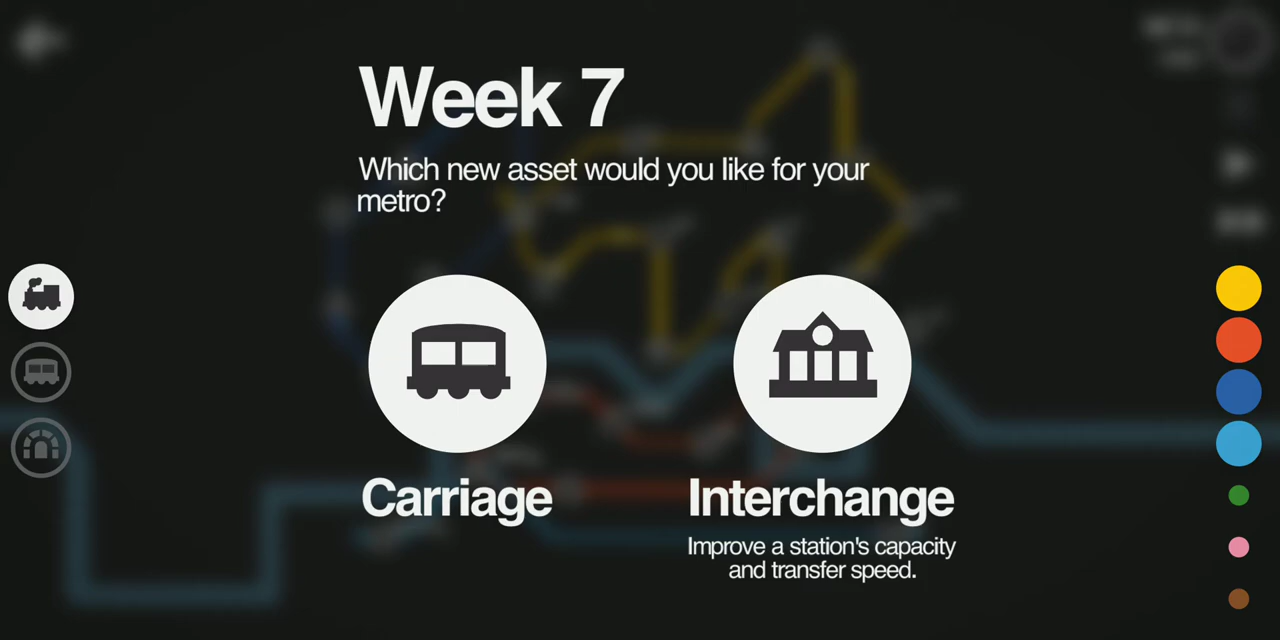 Week 7
Which new asset would you like for your
metro?
Carriage
Interchange
Improve a station's capacity
and transfer speed.